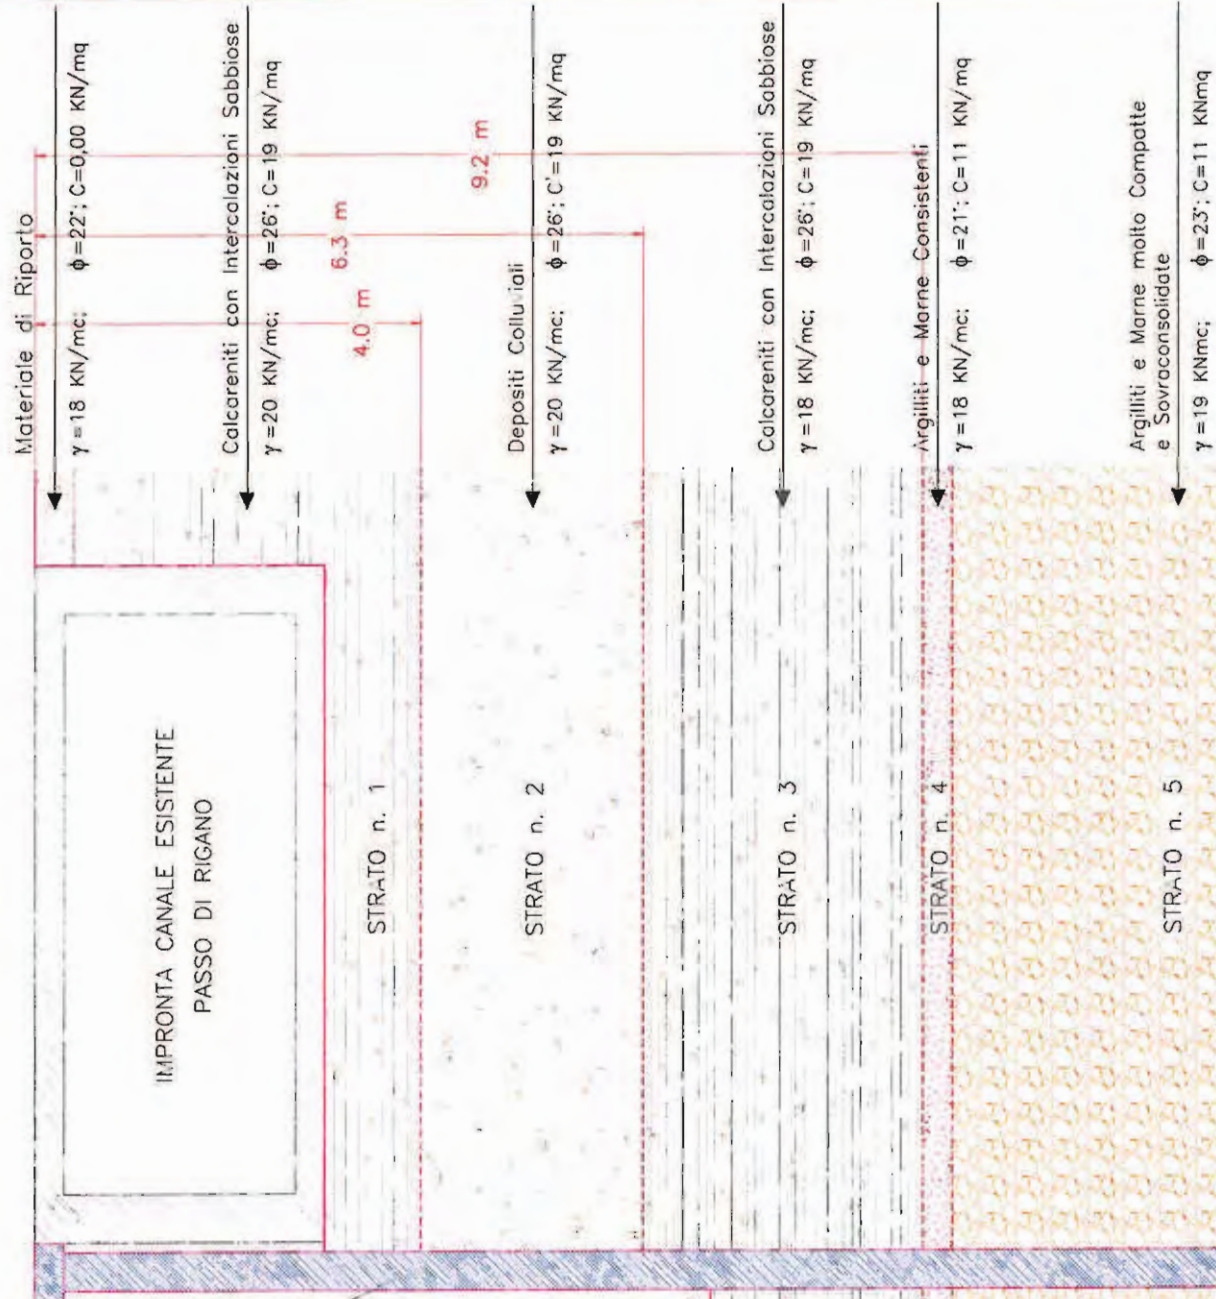 Materiale di Riporto
γ=18 KN/mc; ϕ=22°; C=0,00 KN/mq
Calcareniti con Intercalazioni Sabbiose
γ=20 KN/mc; ϕ=26°; C=19 KN/mq
4.0 m
6.3 m
9.2 m
Depositi Colluviali
γ=20 KN/mc; ϕ=26°; C'=19 KN/mq
Calcareniti con Intercalazioni Sabbiose
γ=18 KN/mc; ϕ=26°; C=19 KN/mq
Argilliti e Marne Consistenti
γ=18 KN/mc; ϕ=21°; C=11 KN/mq
Argilliti e Marne molto Compatte
e Sovraconsolidate
γ=19 KNmc; ϕ=23°; C=11 KNmq
IMPRONTA CANALE ESISTENTE
PASSO DI RIGANO
STRATO n. 1
STRATO n. 2
STRATO n. 3
STRATO n. 4
STRATO n. 5